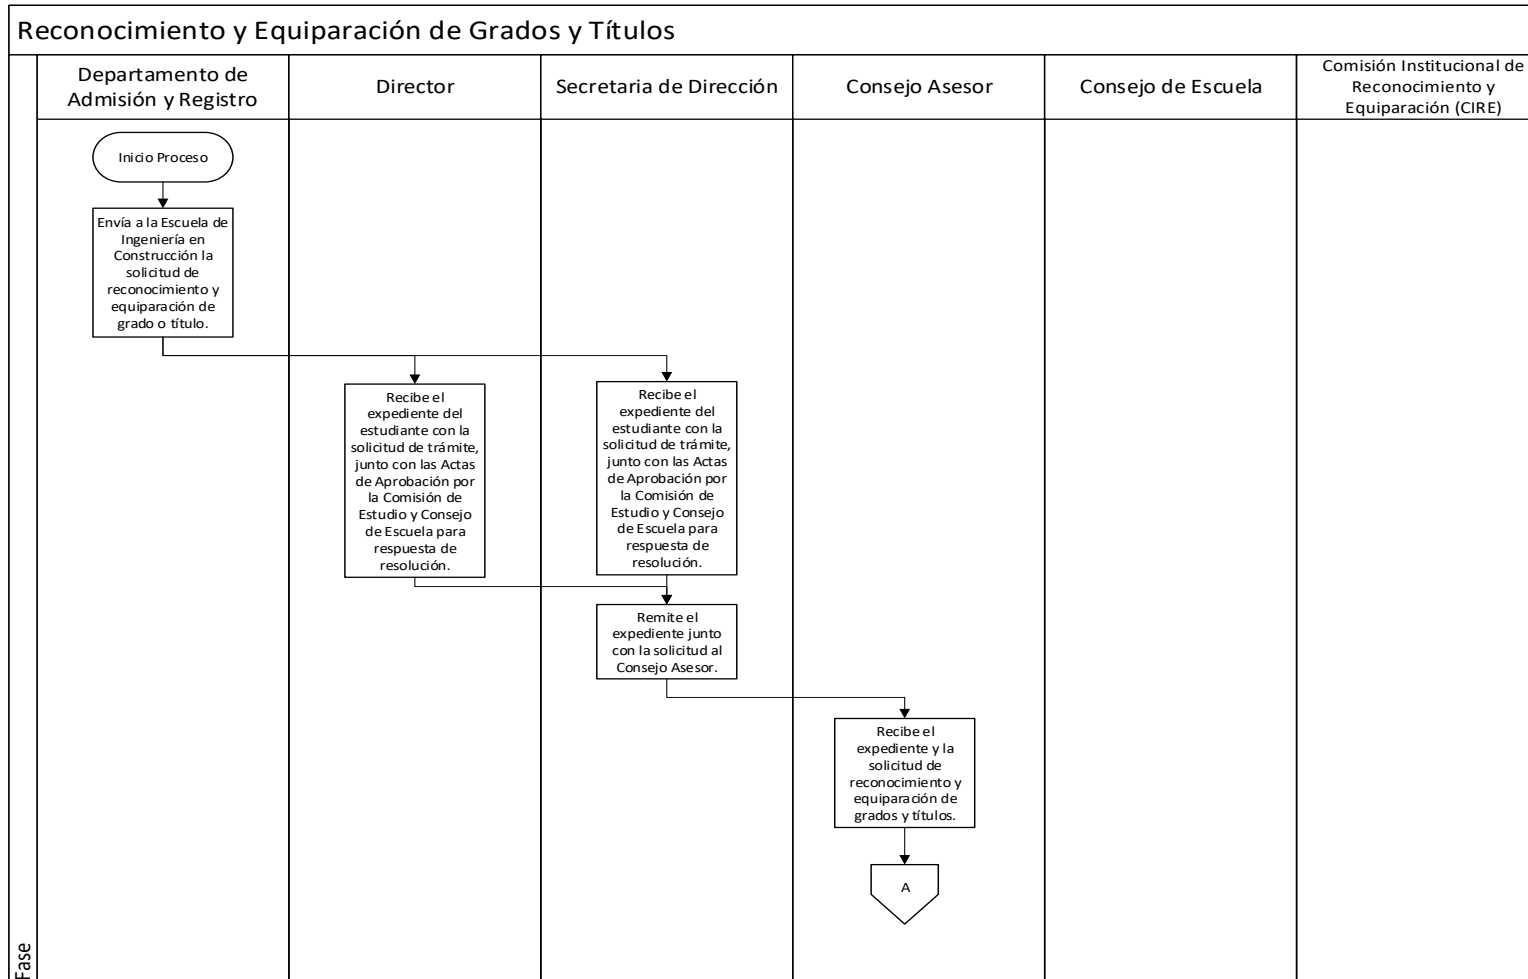 Reconocimiento y Equiparación de Grados y Títulos
Departamento de
Admisión y Registro
Director
Secretaria de Dirección
Consejo Asesor
Consejo de Escuela
Comisión Institucional de
Reconocimiento y
Equiparación (CIRE)
Inicio Proceso
Envía a la Escuela de
Ingeniería en
Construcción la
solicitud de
reconocimiento y
equiparación de
grado o título.
Recibe el
expediente del
estudiante con la
solicitud de trámite,
junto con las Actas
de Aprobación por
la Comisión de
Estudio y Consejo
de Escuela para
respuesta de
resolución.
Recibe el
expediente del
estudiante con la
solicitud de trámite,
junto con las Actas
de Aprobación por
la Comisión de
Estudio y Consejo
de Escuela para
respuesta de
resolución.
Remite el
expediente junto
con la solicitud al
Consejo Asesor.
Recibe el
expediente y la
solicitud de
reconocimiento y
equiparación de
grados y títulos.
A
Fase